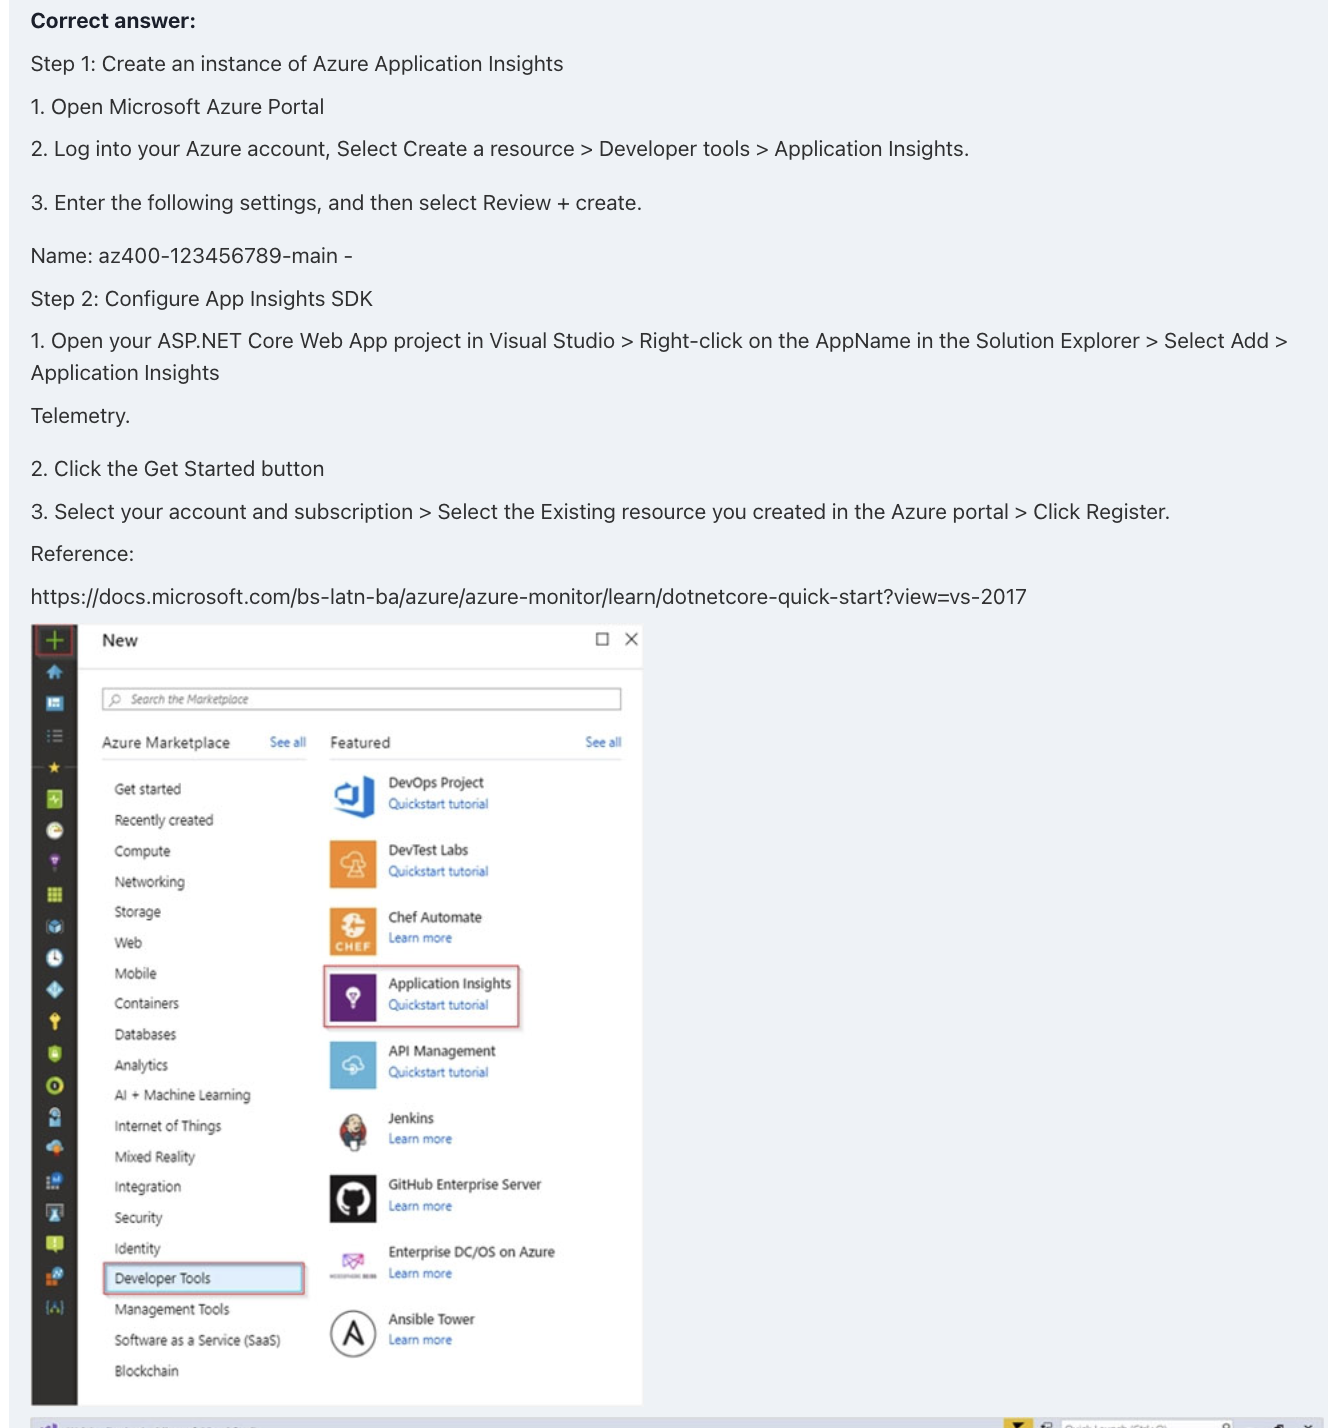 Correct answer:
Step 1: Create an instance of Azure Application Insights
1. Open Microsoft Azure Portal
2. Log into your Azure account, Select Create a resource > Developer tools > Application Insights.
3. Enter the following settings, and then select Review + create.
Name: az400-123456789-main -
Step 2: Configure App Insights SDK
1. Open your ASP.NET Core Web App project in Visual Studio > Right-click on the AppName in the Solution Explorer > Select Add >
Application Insights
Telemetry.
2. Click the Get Started button
3. Select your account and subscription > Select the Existing resource you created in the Azure portal > Click Register.
Reference:
https://docs.microsoft.com/bs-latn-ba/azure/azure-monitor/learn/dotnetcore-quick-start?view=vs-2017
New
Search the Marketplace
Azure Marketplace See all
Get started
Recently created
Compute
Networking
Storage
Web
Mobile
Containers
Databases
Analytics
AI + Machine Learning
Internet of Things
Mixed Reality
Integration
Security
Identity
Developer Tools
Management Tools
Software as a Service (SaaS)
Blockchain
Featured See all
DevOps Project
Quickstart tutorial
DevTest Labs
Quickstart tutorial
CHEF
Chef Automate
Learn more
Application Insights
Quickstart tutorial
API Management
Quickstart tutorial
Jenkins
Learn more
GitHub Enterprise Server
Learn more
Enterprise DC/OS on Azure
Learn more
Ansible Tower
Learn more